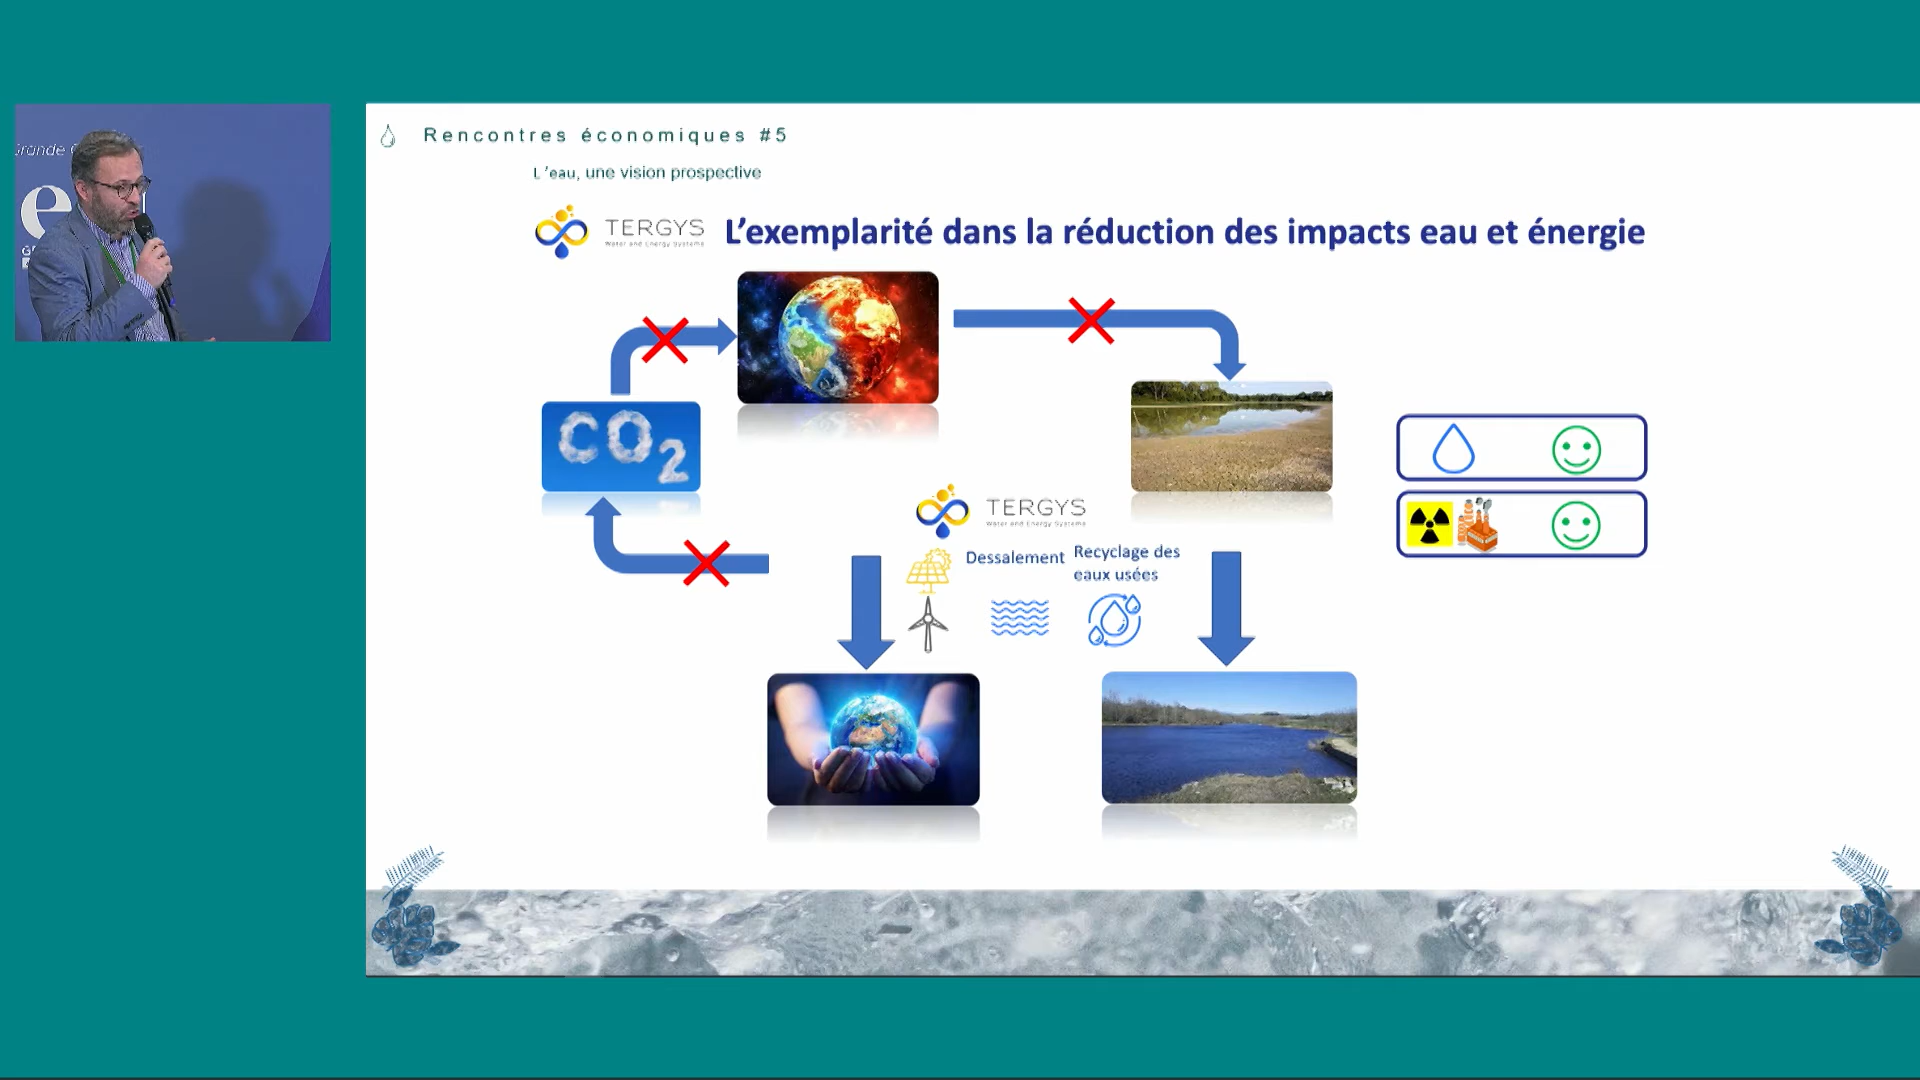 Grande
e
Rencontres économiques #5
L'eau, une vision prospective
TERGYS
Water and Energy Systems
L'exemplarité dans la réduction des impacts eau et énergie
CO2
TERGYS
Water and Energy Systems
Dessalement
Recyclage des
eaux usées